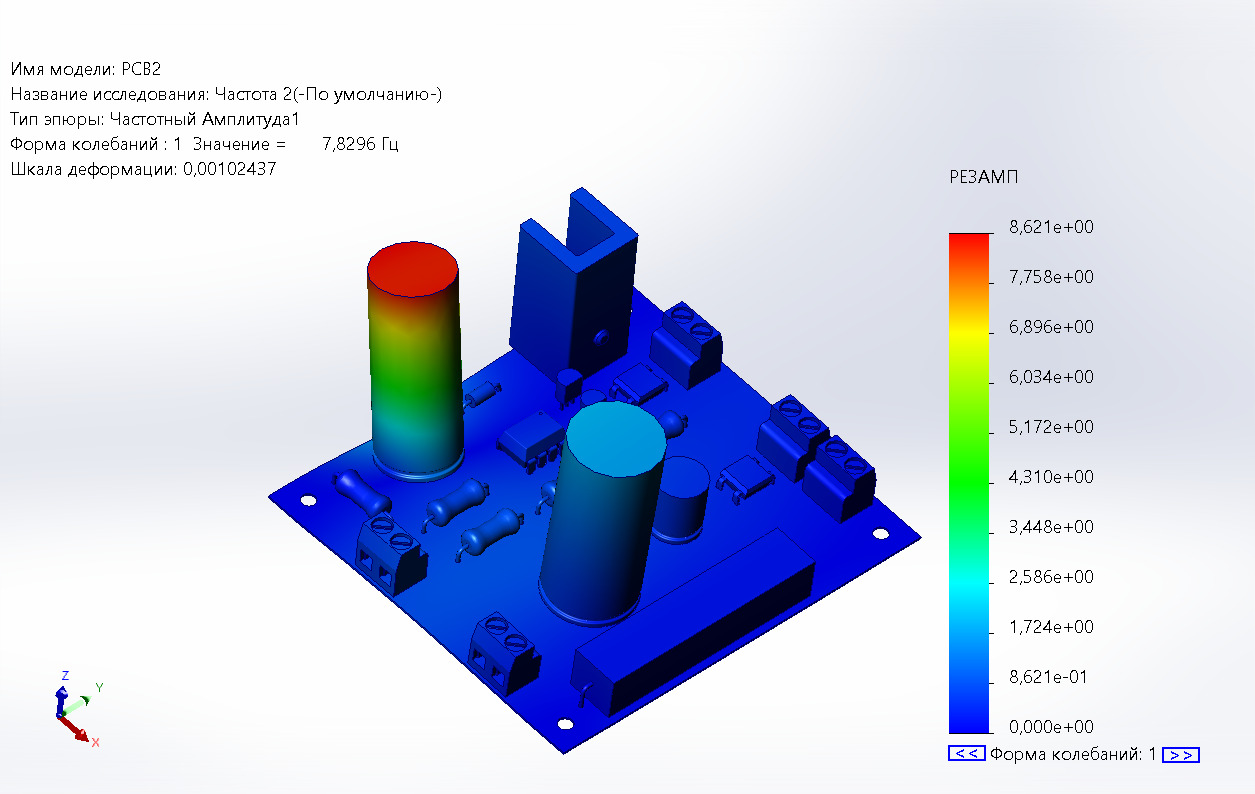 Имя модели: PCB2
Название исследования: Частота 2(-По умолчанию-)
Тип эпюры: Частотный Амплитуда1
Форма колебаний : 1 Значение = 7,8296 Гц
Шкала деформации: 0,00102437
РЕЗАМП
8,621e+00
7,758e+00
6,896e+00
6,034e+00
5,172e+00
4,310e+00
3,448e+00
2,586e+00
1,724e+00
8,621e-01
0,000e+00
<< Форма колебаний: 1 >>
Z
Y
X